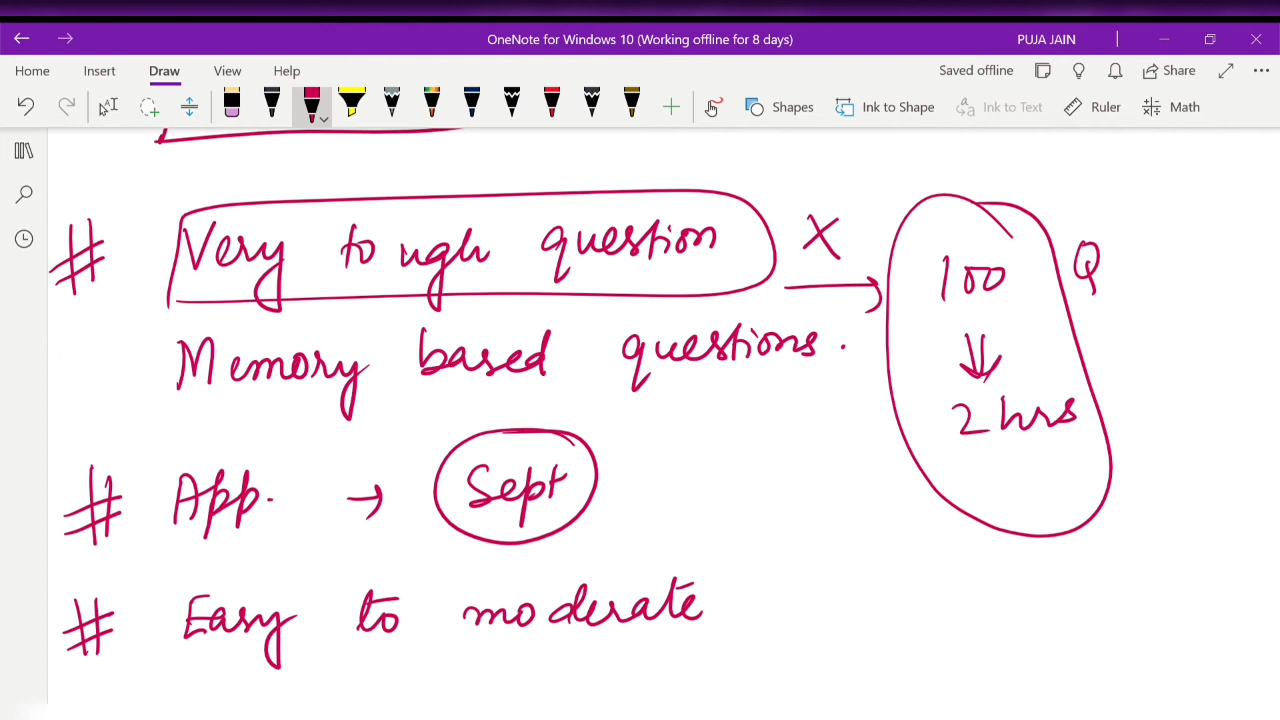 OneNote for Windows 10 (Working offline for 8 days) PUJA JAIN
Home Insert Draw View Help Saved offline Share
Shapes Ink to Shape Ink to Text Ruler Math
# Very tough question X → 100 Q
↓
2 hrs
Memory based questions.
# App. → Sept
# Easy to moderate